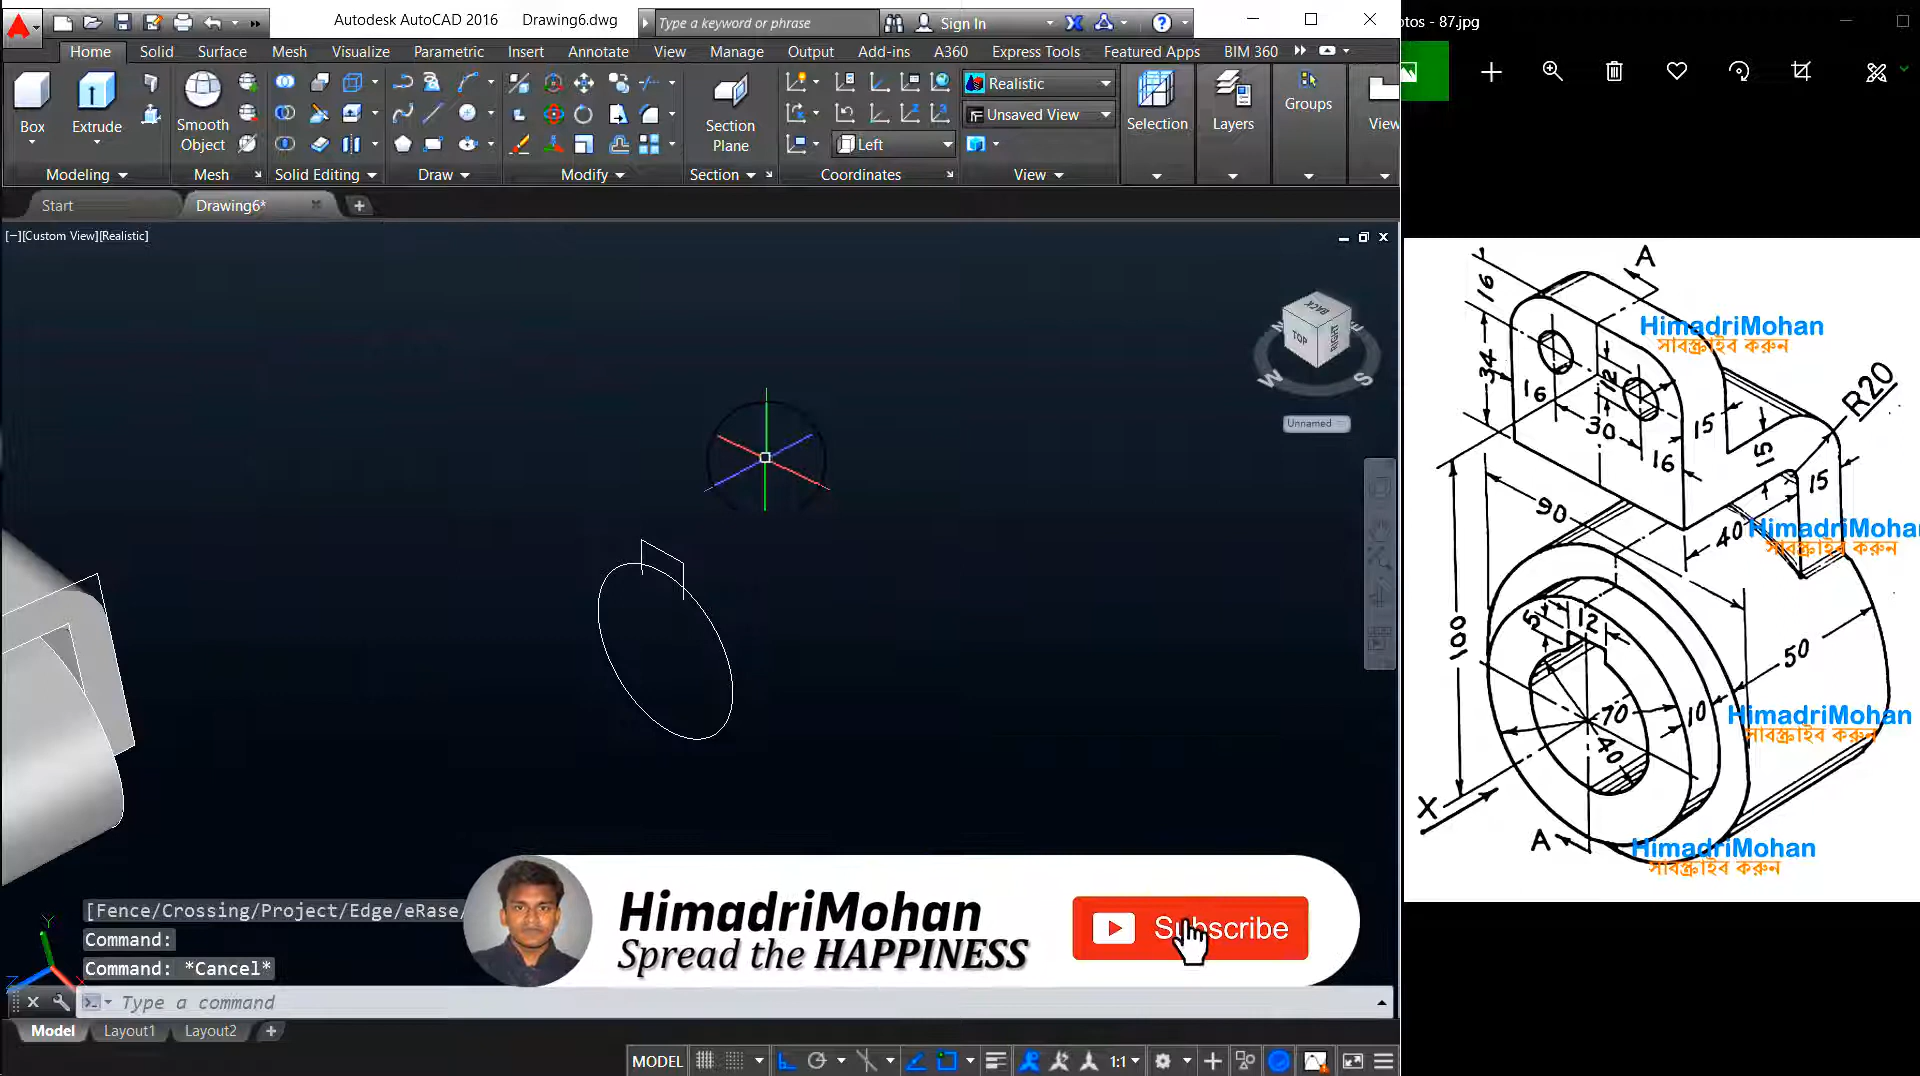 Autodesk AutoCAD 2016 Drawing6.dwg
Type a keyword or phrase
Sign In
otos - 87.jpg
Home Solid Surface Mesh Visualize Parametric Insert Annotate View Manage Output Add-ins A360 Express Tools Featured Apps BIM 360
Box
Extrude
Smooth
Object
Section
Plane
Realistic
Unsaved View
Left
Selection
Layers
Groups
View
Modeling
Mesh
Solid Editing
Draw
Modify
Section
Coordinates
View
Start
Drawing6*
[−][Custom View][Realistic]
BACK
TOP
RIGHT
W
S
Unnamed
A
16
HimadriMohan
সাবস্ক্রাইব করুন
34
12
R20
16
30
15
15
16
15
90
40
HimadriMoha
সাবস্ক্রাইব করুন
5
12
100
50
70
10
HimadriMohan
সাবস্ক্রাইব করুন
40
X
A
HimadriMohan
সাবস্ক্রাইব করুন
[Fence/Crossing/Project/Edge/eRase/
Command:
Command: *Cancel*
HimadriMohan
Spread the HAPPINESS
Subscribe
Y
Z
Type a command
Model Layout1 Layout2
MODEL
1:1